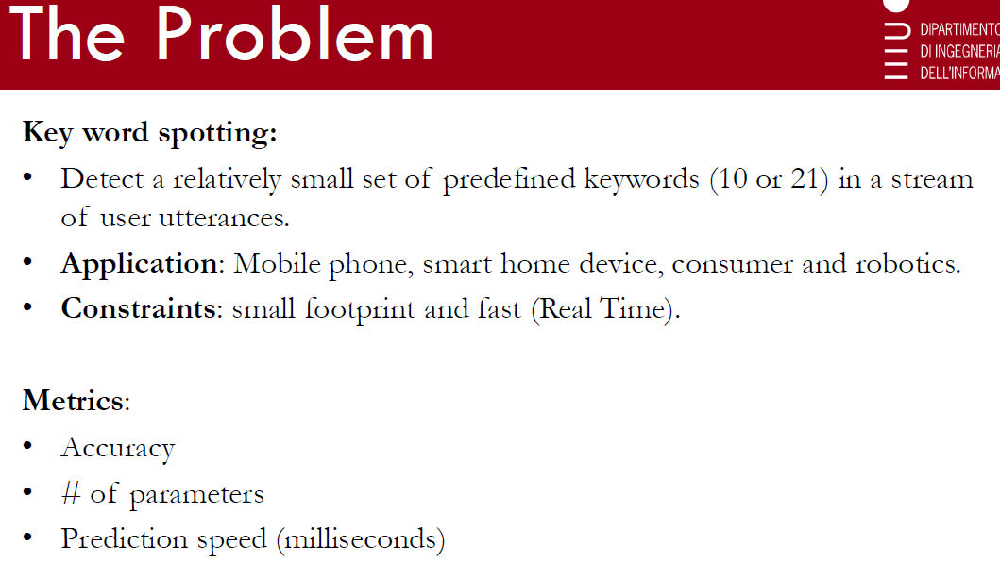 The Problem
DIPARTIMENTO
DI INGEGNERIA
DELL'INFORMA
Key word spotting:
• Detect a relatively small set of predefined keywords (10 or 21) in a stream
of user utterances.
• Application: Mobile phone, smart home device, consumer and robotics.
• Constraints: small footprint and fast (Real Time).
Metrics:
• Accuracy
• # of parameters
• Prediction speed (milliseconds)